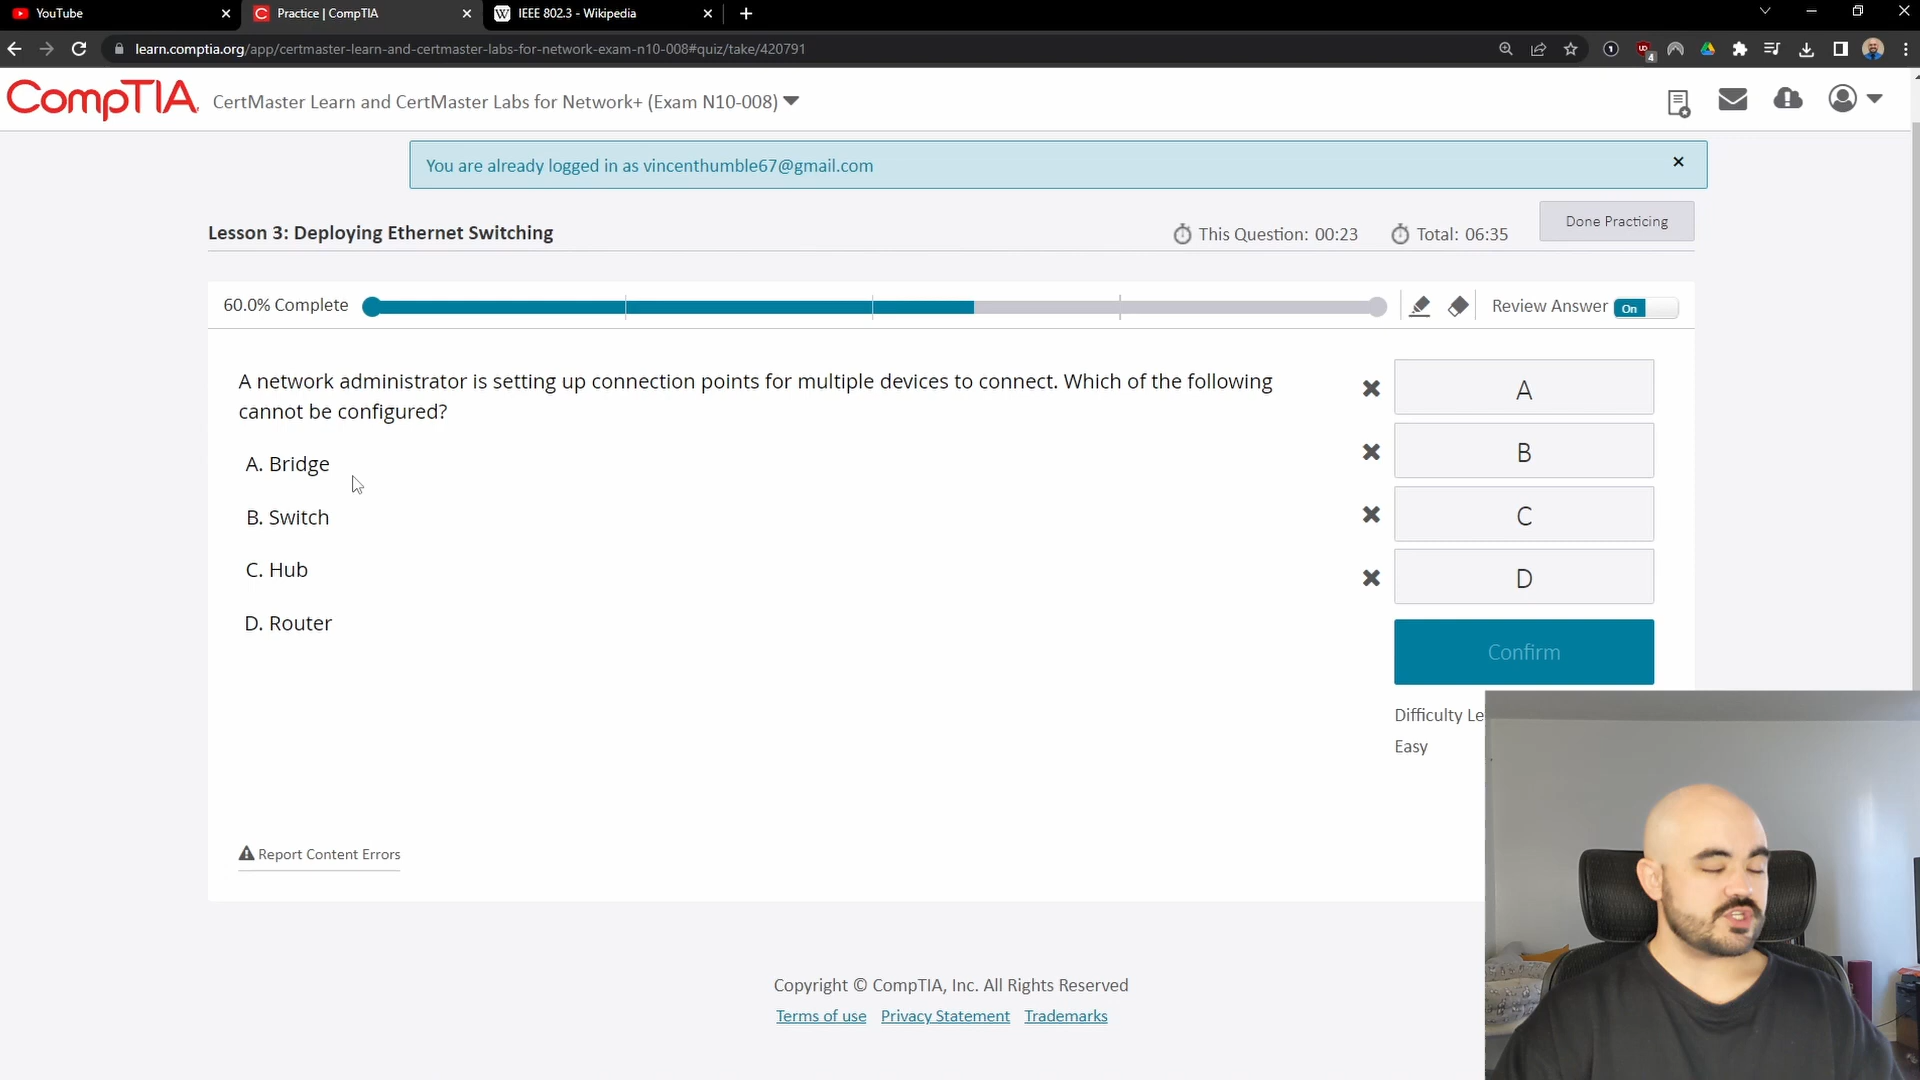 YouTube
Practice | CompTIA
W IEEE 802.3 - Wikipedia
learn.comptia.org/app/certmaster-learn-and-certmaster-labs-for-network-exam-n10-008#quiz/take/420791
CompTIA. CertMaster Learn and CertMaster Labs for Network+ (Exam N10-008)
You are already logged in as vincenthumble67@gmail.com
Lesson 3: Deploying Ethernet Switching
This Question: 00:23
Total: 06:35
Done Practicing
60.0% Complete
Review Answer On
A network administrator is setting up connection points for multiple devices to connect. Which of the following
cannot be configured?
A. Bridge
B. Switch
C. Hub
D. Router
A
B
C
D
Confirm
Difficulty Le
Easy
Report Content Errors
Copyright © CompTIA, Inc. All Rights Reserved
Terms of use Privacy Statement Trademarks